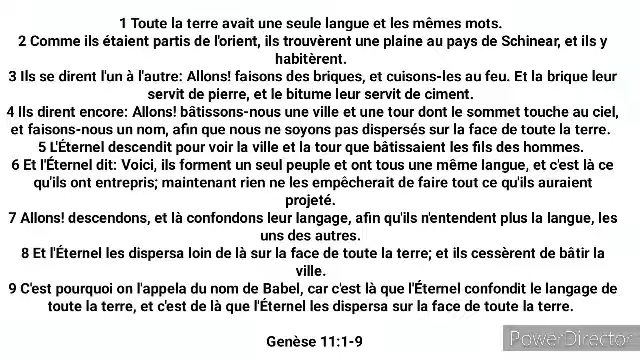 1 Toute la terre avait une seule langue et les mêmes mots.
2 Comme ils étaient partis de l'orient, ils trouvèrent une plaine au pays de Schinear, et ils y
habitèrent.
3 Ils se dirent l'un à l'autre: Allons! faisons des briques, et cuisons-les au feu. Et la brique leur
servit de pierre, et le bitume leur servit de ciment.
4 Ils dirent encore: Allons! bâtissons-nous une ville et une tour dont le sommet touche au ciel,
et faisons-nous un nom, afin que nous ne soyons pas dispersés sur la face de toute la terre.
5 L'Éternel descendit pour voir la ville et la tour que bâtissaient les fils des hommes.
6 Et l'Éternel dit: Voici, ils forment un seul peuple et ont tous une même langue, et c'est là ce
qu'ils ont entrepris; maintenant rien ne les empêcherait de faire tout ce qu'ils auraient
projeté.
7 Allons! descendons, et là confondons leur langage, afin qu'ils n'entendent plus la langue, les
uns des autres.
8 Et l'Éternel les dispersa loin de là sur la face de toute la terre; et ils cessèrent de bâtir la
ville.
9 C'est pourquoi on l'appela du nom de Babel, car c'est là que l'Éternel confondit le langage de
toute la terre, et c'est de là que l'Éternel les dispersa sur la face de toute la terre.
Genèse 11:1-9
PowerDirector